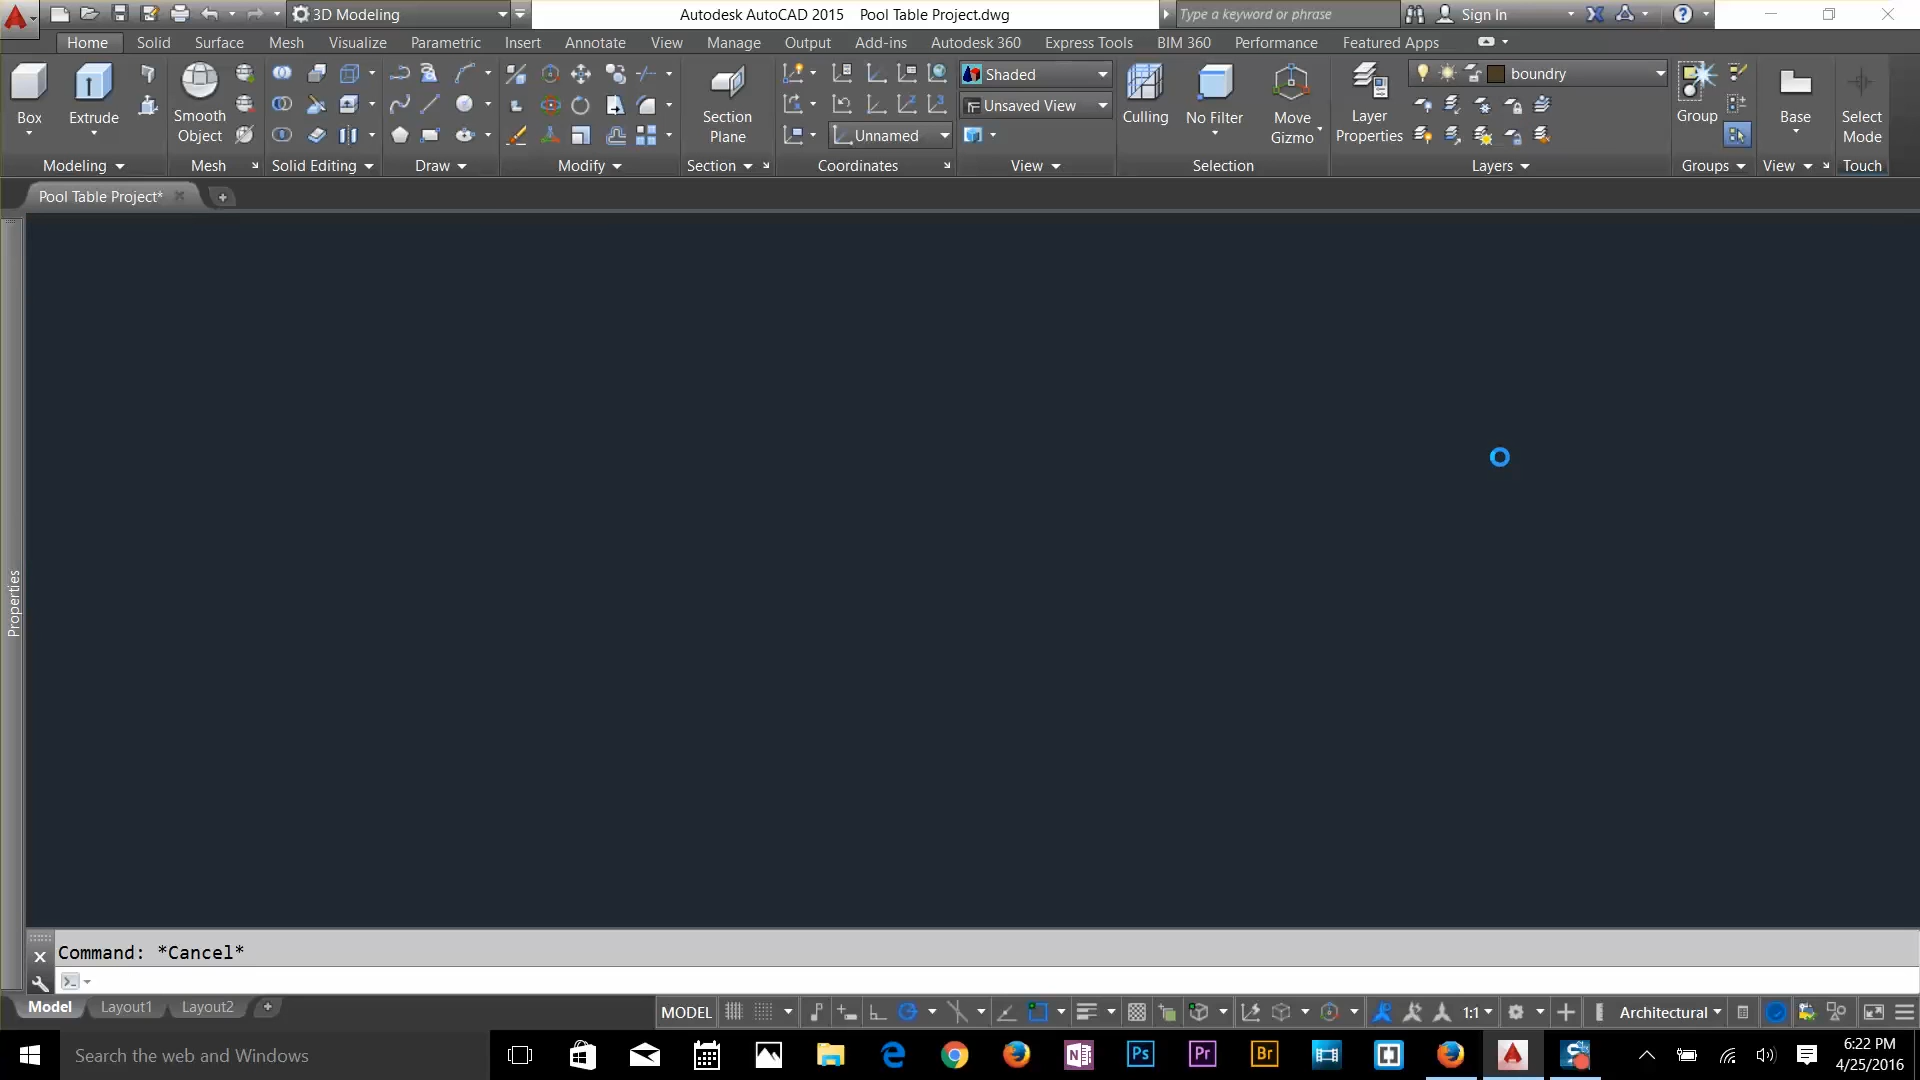 3D Modeling
Autodesk AutoCAD 2015 Pool Table Project.dwg
Type a keyword or phrase
Sign In
Home Solid Surface Mesh Visualize Parametric Insert Annotate View Manage Output Add-ins Autodesk 360 Express Tools BIM 360 Performance Featured Apps
Box
Extrude
Smooth
Object
Section
Plane
Shaded
Unsaved View
Unnamed
Culling
No Filter
Move
Gizmo
Layer
Properties
boundry
Group
Base
Select
Mode
Modeling
Mesh
Solid Editing
Draw
Modify
Section
Coordinates
View
Selection
Layers
Groups
View
Touch
Pool Table Project*
Properties
Command: *Cancel*
Model Layout1 Layout2
MODEL
1:1
Architectural
Search the web and Windows
N
Ps
Pr
Br
6:22 PM
4/25/2016